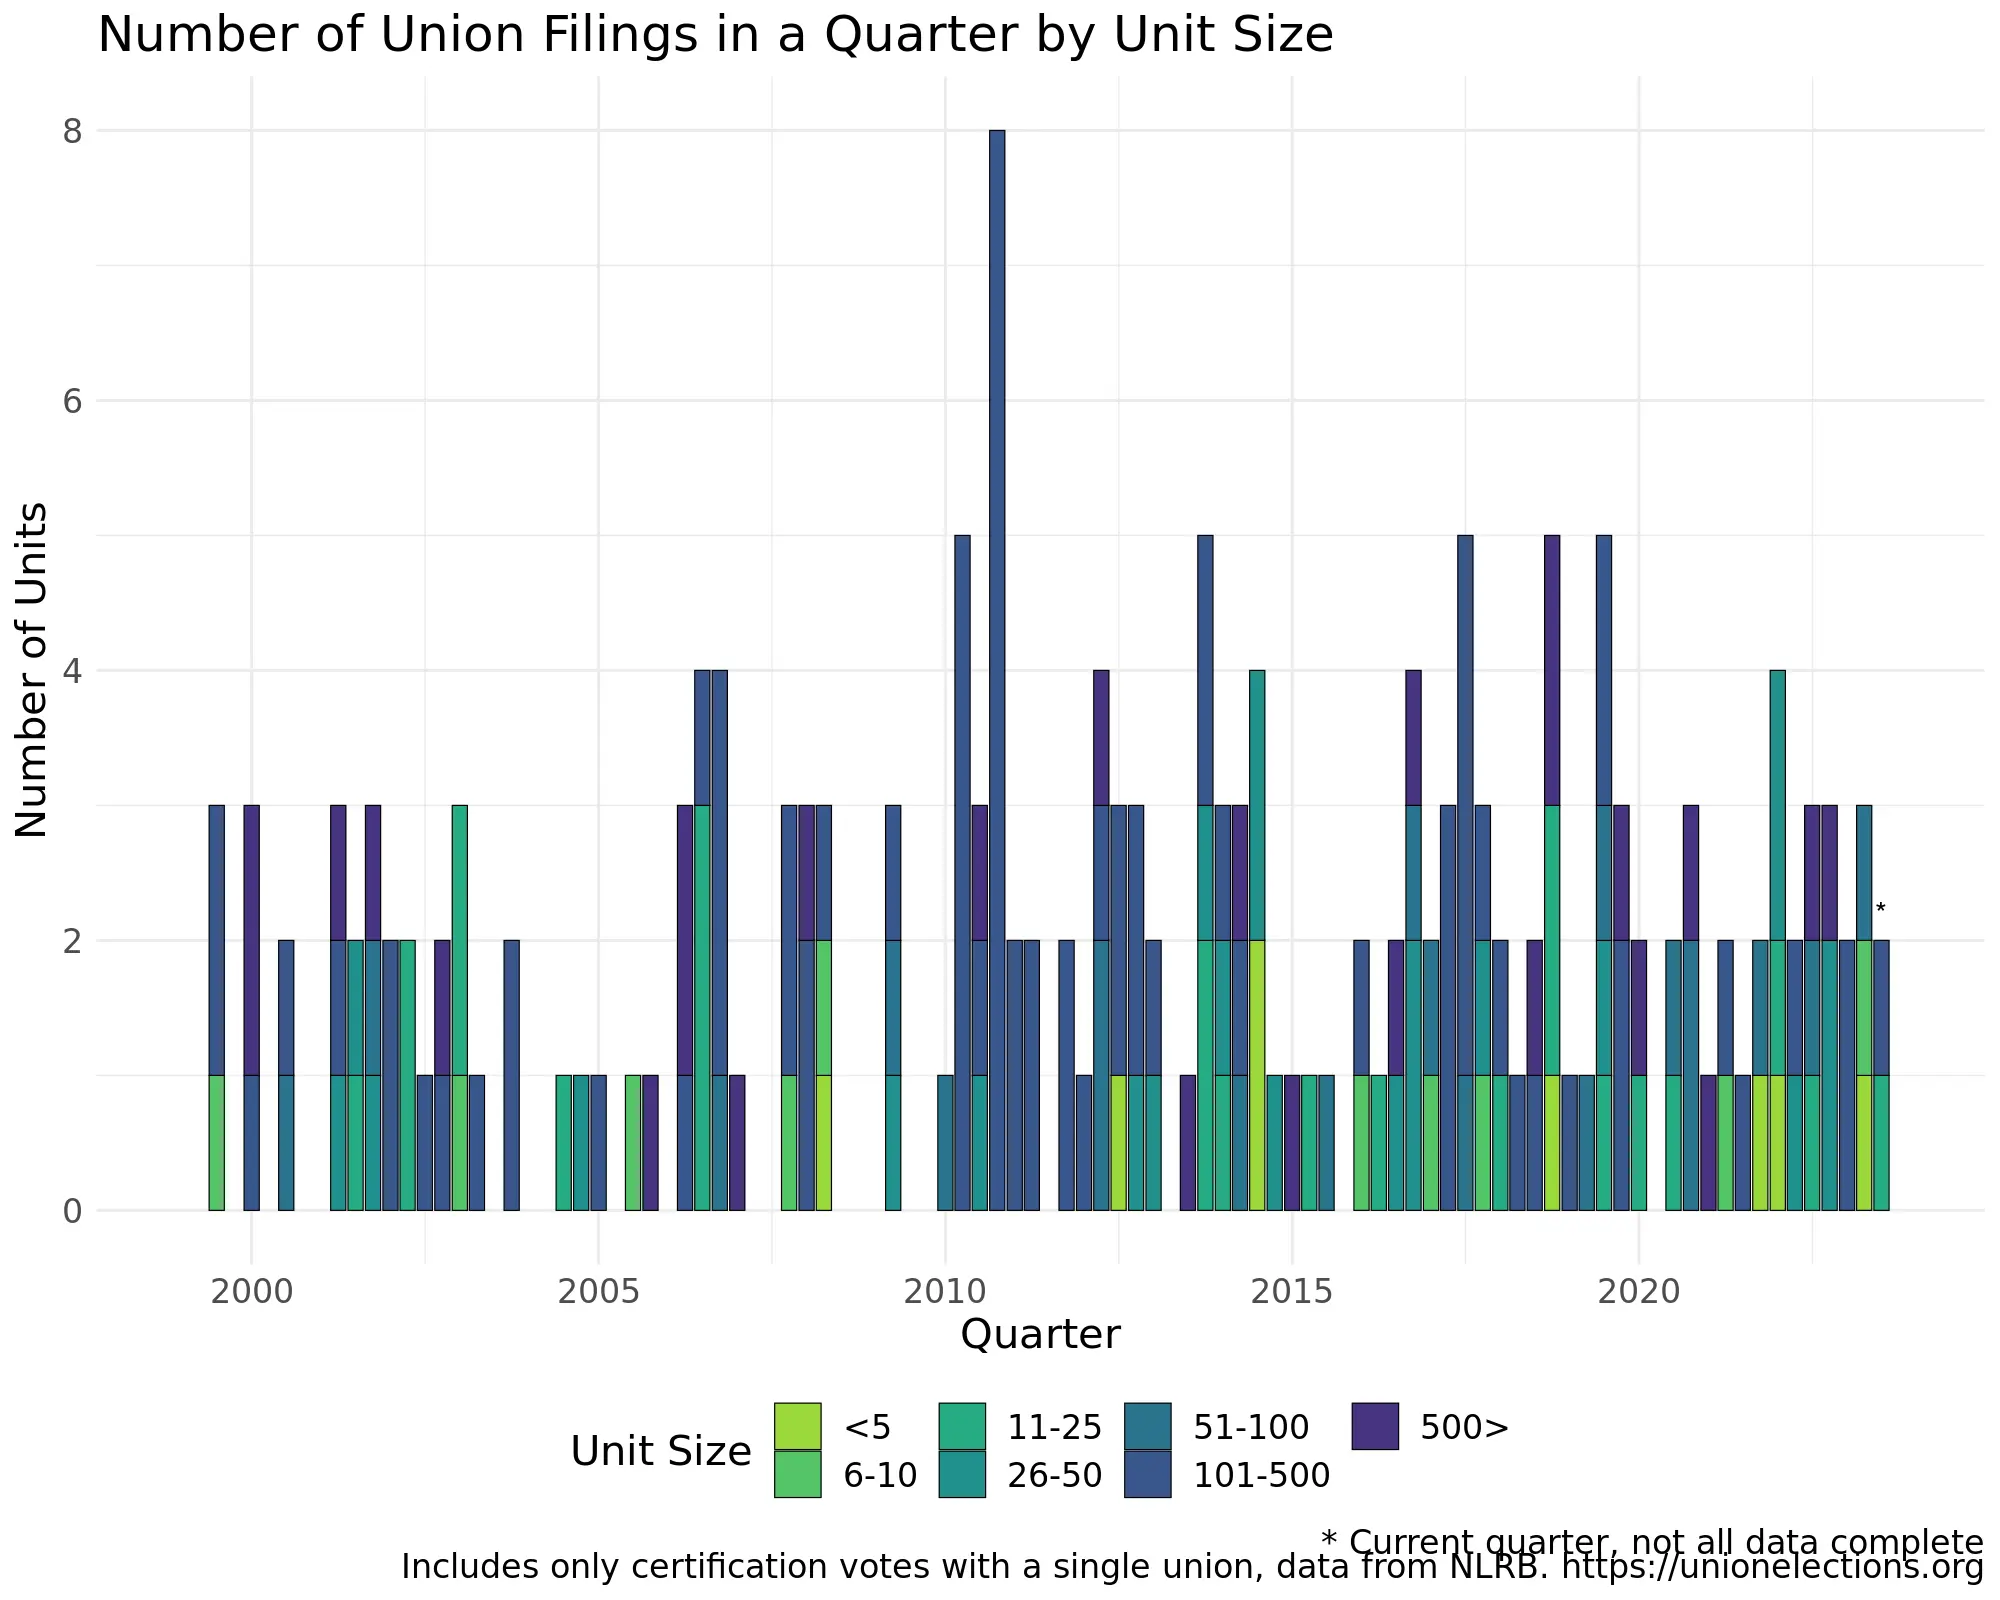 Number of Union Filings in a Quarter by Unit Size
Number of Units
8
6
4
2
0
*
2000 2005 2010 2015 2020
Quarter
Unit Size
<5 11-25 51-100 500>
6-10 26-50 101-500
* Current quarter, not all data complete
Includes only certification votes with a single union, data from NLRB. https://unionelections.org